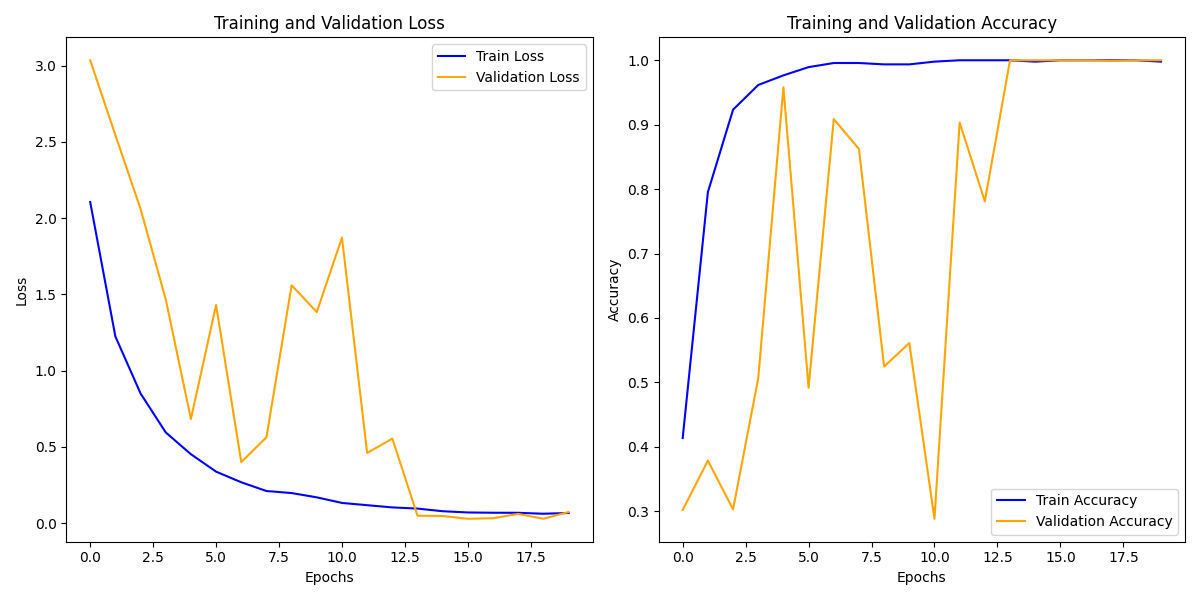 Training and Validation Loss
Train Loss
Validation Loss
3.0
2.5
2.0
1.5
1.0
0.5
0.0
Loss
0.0 2.5 5.0 7.5 10.0 12.5 15.0 17.5
Epochs
Training and Validation Accuracy
1.0
0.9
0.8
0.7
0.6
0.5
0.4
0.3
Accuracy
Train Accuracy
Validation Accuracy
0.0 2.5 5.0 7.5 10.0 12.5 15.0 17.5
Epochs